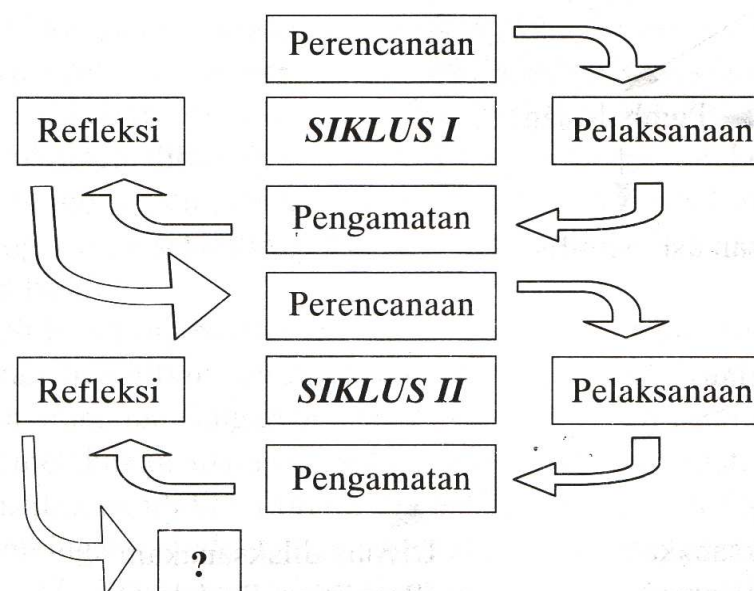 Perencanaan
Refleksi
SIKLUS I
Pelaksanaan
Pengamatan
Perencanaan
Refleksi
SIKLUS II
Pelaksanaan
Pengamatan
?